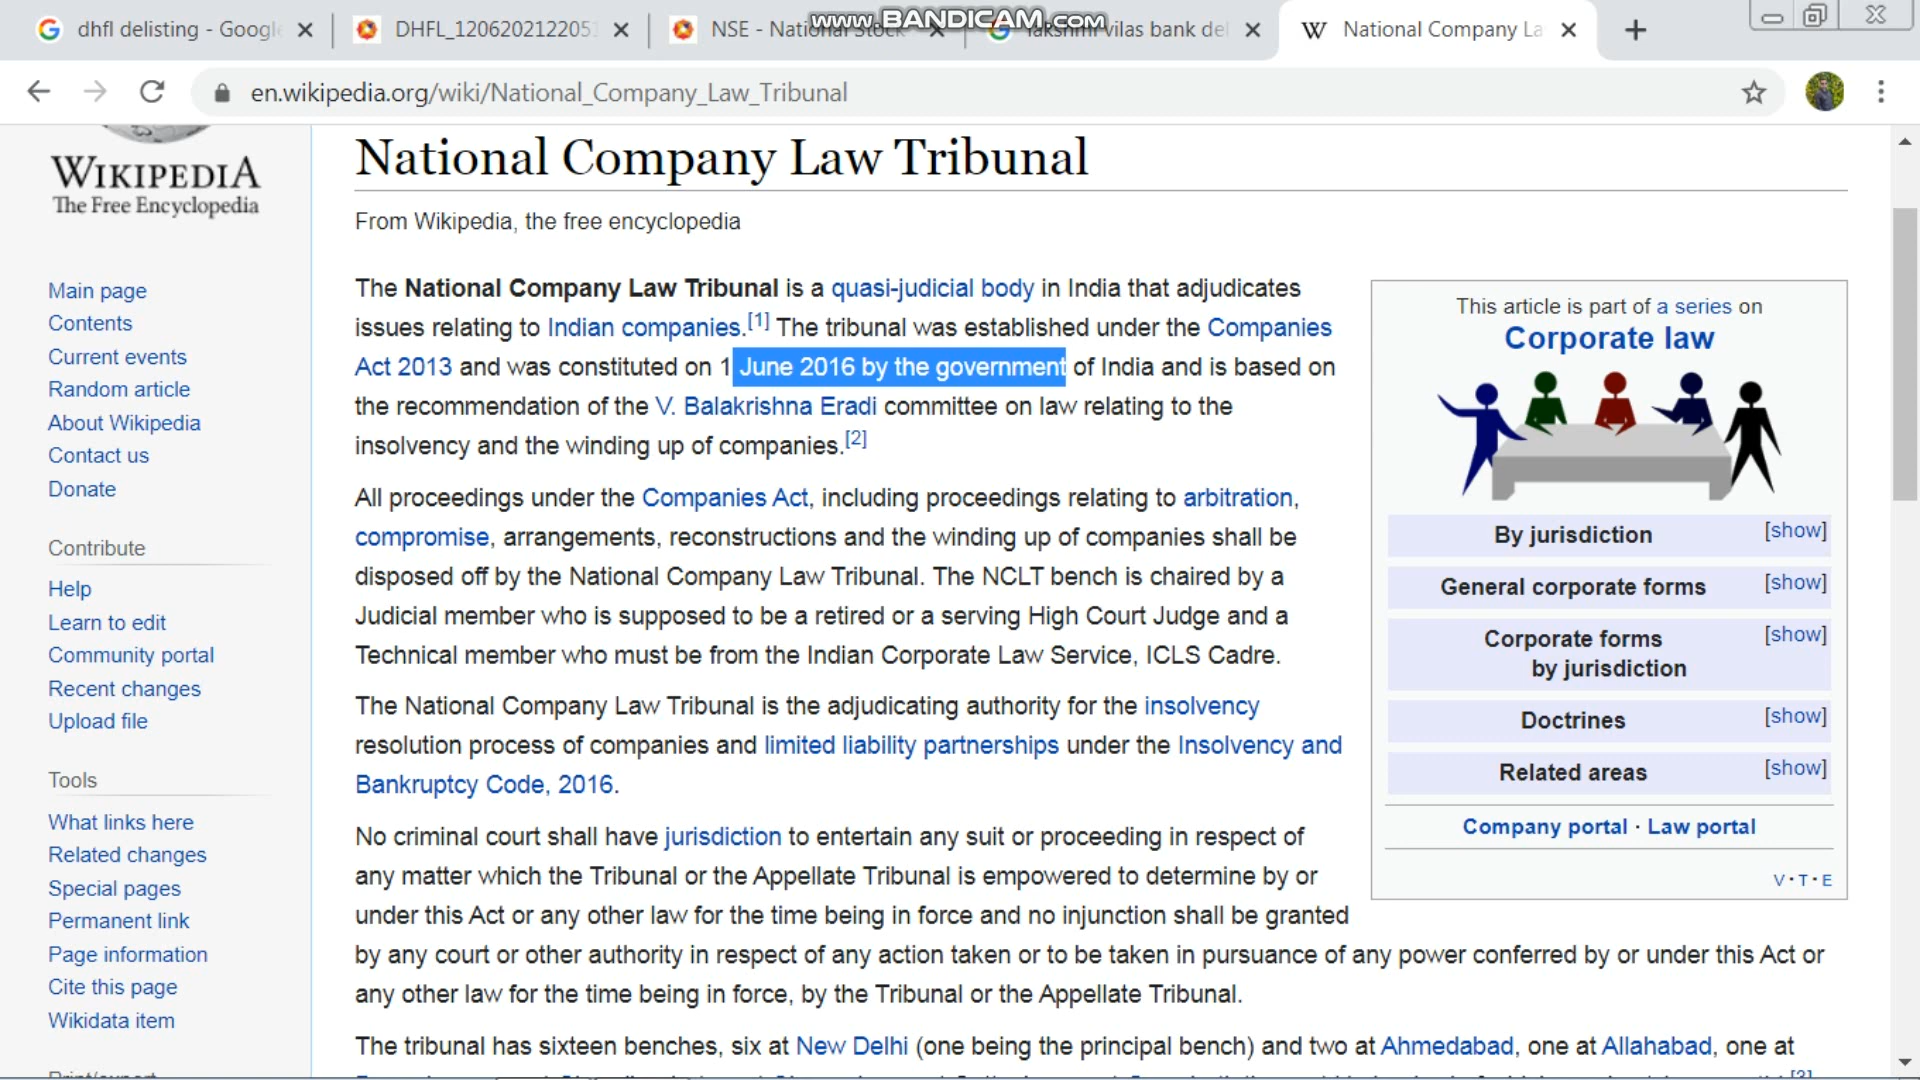 dhfl delisting - Google
DHFL_120620212205
NSE - National Stock
lakshmi vilas bank de
National Company La
www.BANDICAM.com
en.wikipedia.org/wiki/National_Company_Law_Tribunal
WIKIPEDIA
The Free Encyclopedia
Main page
Contents
Current events
Random article
About Wikipedia
Contact us
Donate
Contribute
Help
Learn to edit
Community portal
Recent changes
Upload file
Tools
What links here
Related changes
Special pages
Permanent link
Page information
Cite this page
Wikidata item
Print/export
National Company Law Tribunal
From Wikipedia, the free encyclopedia
The National Company Law Tribunal is a quasi-judicial body in India that adjudicates
issues relating to Indian companies.[1] The tribunal was established under the Companies
Act 2013 and was constituted on 1 June 2016 by the government of India and is based on
the recommendation of the V. Balakrishna Eradi committee on law relating to the
insolvency and the winding up of companies.[2]
All proceedings under the Companies Act, including proceedings relating to arbitration,
compromise, arrangements, reconstructions and the winding up of companies shall be
disposed off by the National Company Law Tribunal. The NCLT bench is chaired by a
Judicial member who is supposed to be a retired or a serving High Court Judge and a
Technical member who must be from the Indian Corporate Law Service, ICLS Cadre.
The National Company Law Tribunal is the adjudicating authority for the insolvency
resolution process of companies and limited liability partnerships under the Insolvency and
Bankruptcy Code, 2016.
No criminal court shall have jurisdiction to entertain any suit or proceeding in respect of
any matter which the Tribunal or the Appellate Tribunal is empowered to determine by or
under this Act or any other law for the time being in force and no injunction shall be granted
by any court or other authority in respect of any action taken or to be taken in pursuance of any power conferred by or under this Act or
any other law for the time being in force, by the Tribunal or the Appellate Tribunal.
The tribunal has sixteen benches, six at New Delhi (one being the principal bench) and two at Ahmedabad, one at Allahabad, one at
[3]
This article is part of a series on
Corporate law
By jurisdiction [show]
General corporate forms [show]
Corporate forms [show]
by jurisdiction
Doctrines [show]
Related areas [show]
Company portal · Law portal
V · T · E